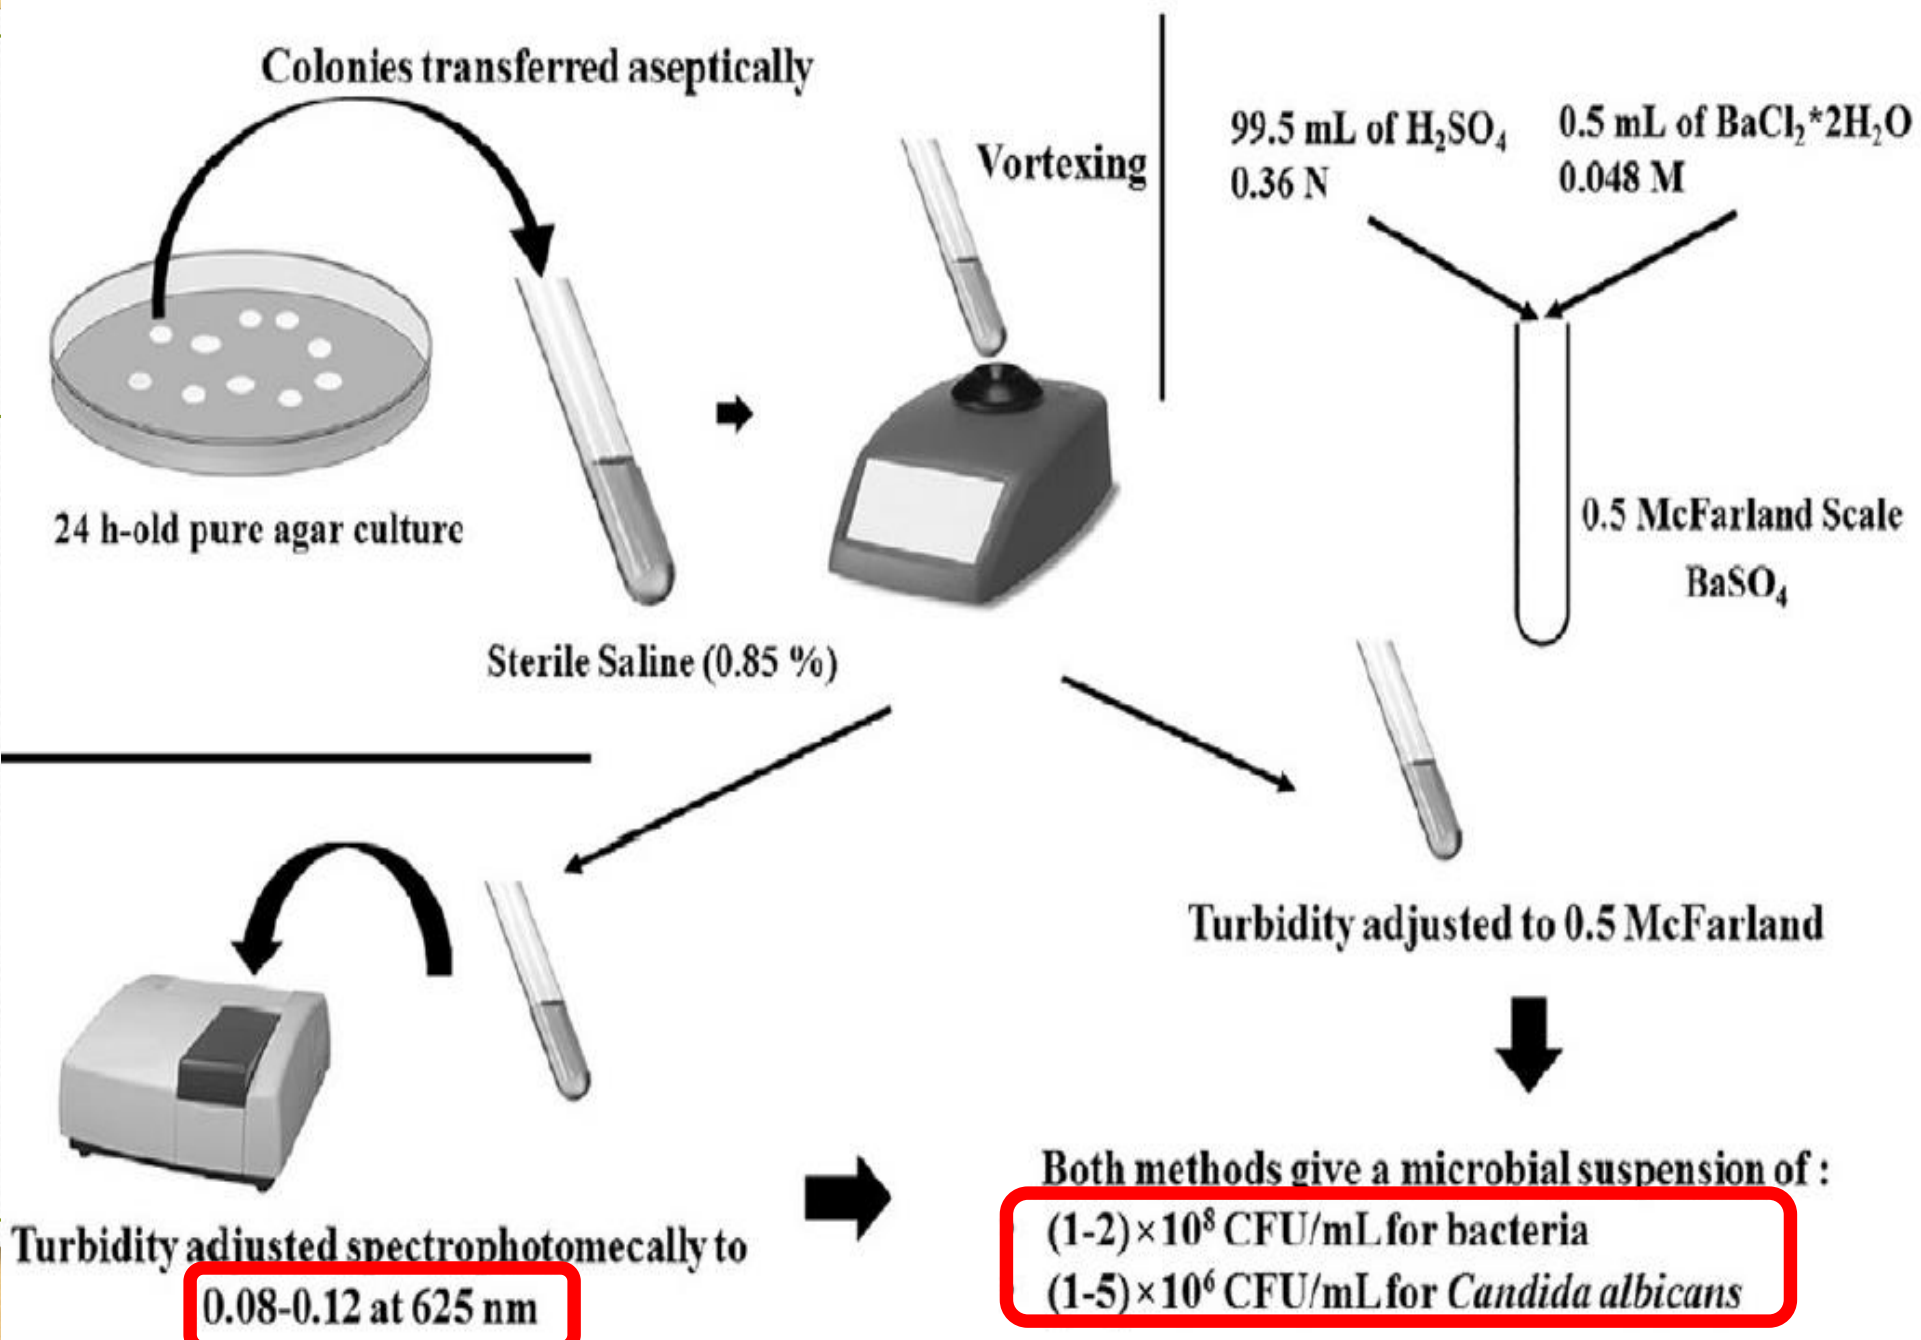 Colonies transferred aseptically
Vortexing
99.5 mL of H₂SO₄
0.36 N
0.5 mL of BaCl₂*2H₂O
0.048 M
24 h-old pure agar culture
0.5 McFarland Scale
BaSO₄
Sterile Saline (0.85 %)
Turbidity adjusted to 0.5 McFarland
Both methods give a microbial suspension of :
(1-2)×10⁸ CFU/mL for bacteria
(1-5)×10⁶ CFU/mL for Candida albicans
Turbidity adjusted spectrophotomecally to
0.08-0.12 at 625 nm